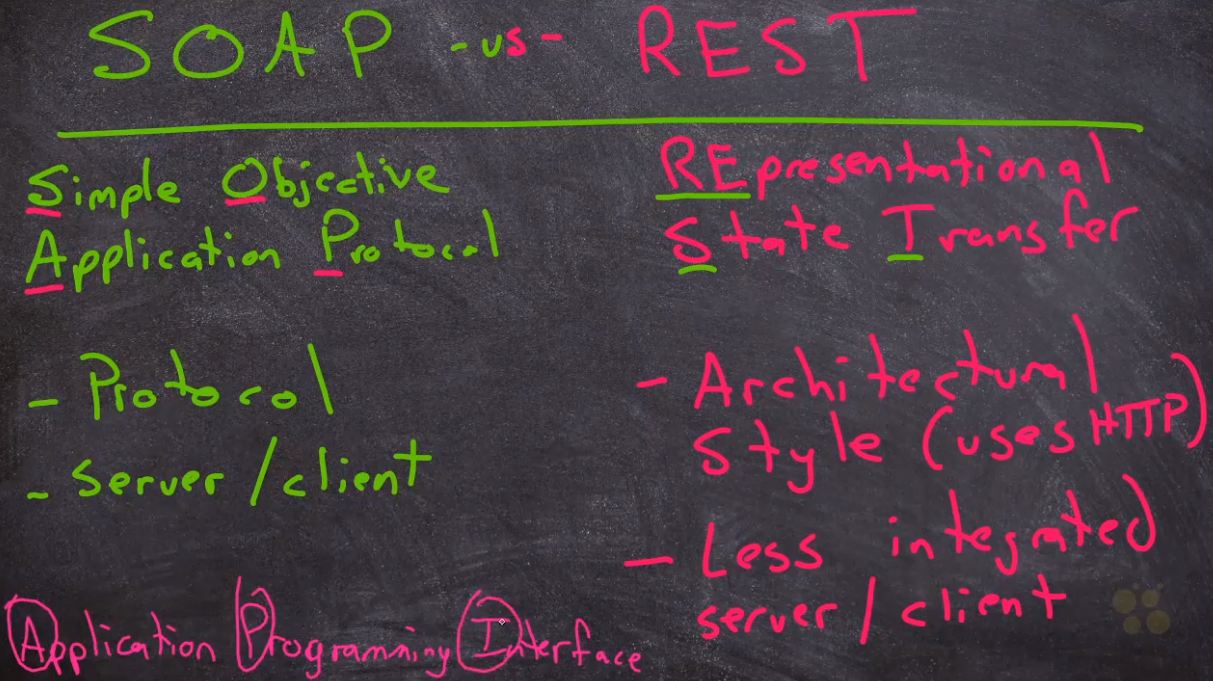 SOAP -vs- REST
Simple Objective
Application Protocol
- Protocol
- server/client
REpresentational
State Transfer
- Architectural
Style (uses HTTP)
- Less integrated
server/client
Application Programming Interface